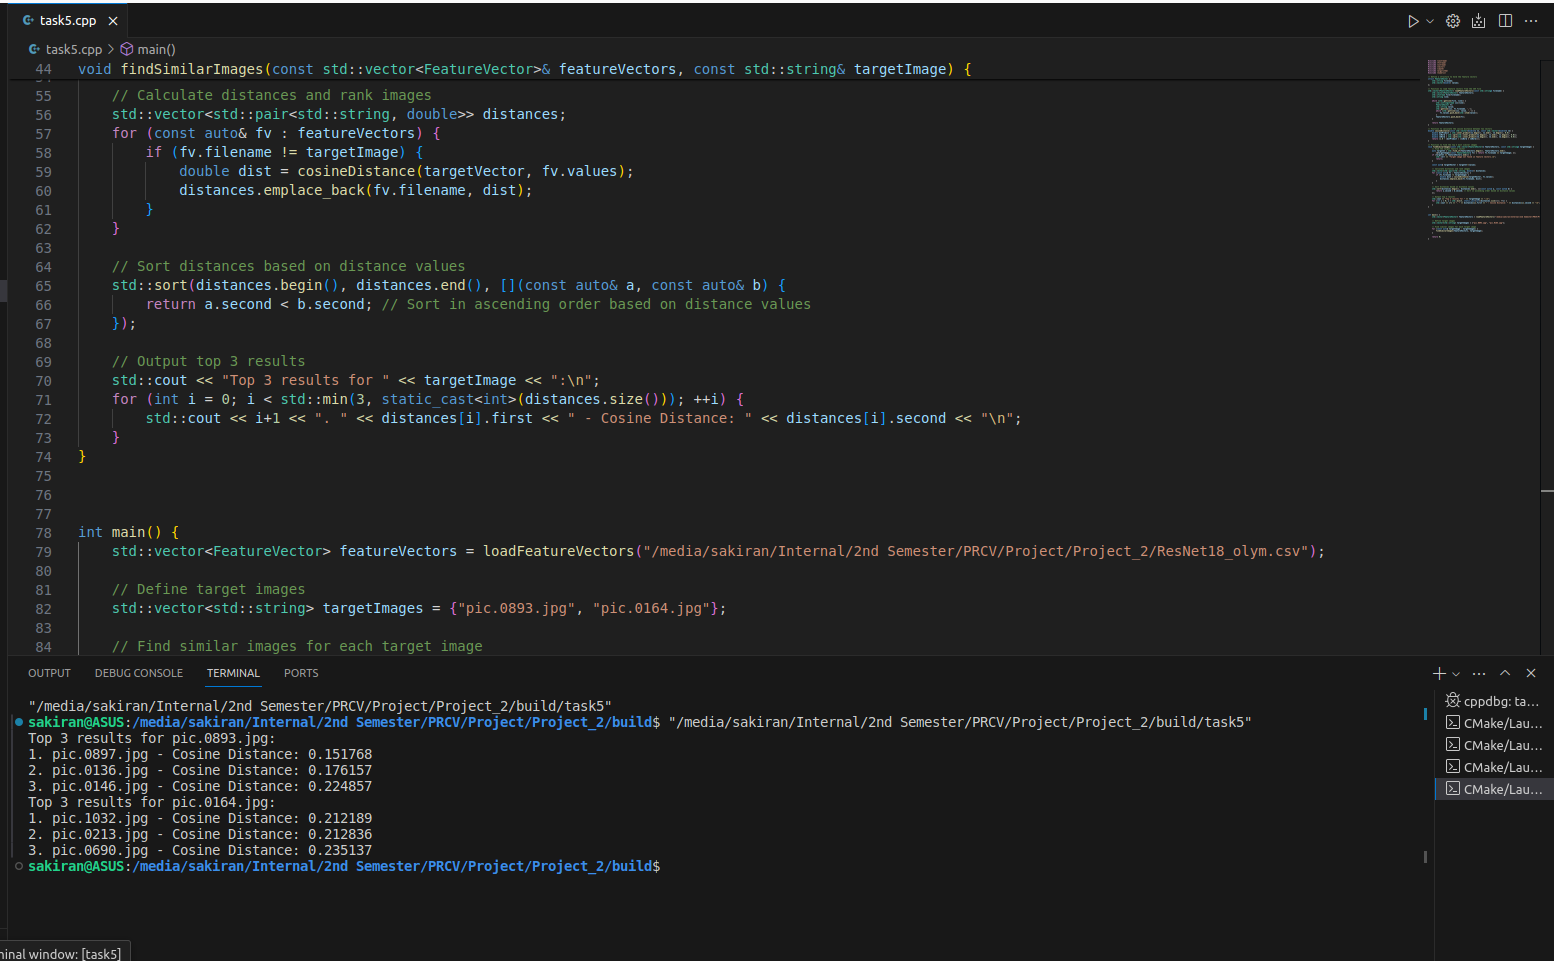 task5.cpp
task5.cpp > main()
44 void findSimilarImages(const std::vector<FeatureVector>& featureVectors, const std::string& targetImage) {
55 // Calculate distances and rank images
56 std::vector<std::pair<std::string, double>> distances;
57 for (const auto& fv : featureVectors) {
58 if (fv.filename != targetImage) {
59 double dist = cosineDistance(targetVector, fv.values);
60 distances.emplace_back(fv.filename, dist);
61 }
62 }
63
64 // Sort distances based on distance values
65 std::sort(distances.begin(), distances.end(), [](const auto& a, const auto& b) {
66 return a.second < b.second; // Sort in ascending order based on distance values
67 });
68
69 // Output top 3 results
70 std::cout << "Top 3 results for " << targetImage << ":\n";
71 for (int i = 0; i < std::min(3, static_cast<int>(distances.size())); ++i) {
72 std::cout << i+1 << ". " << distances[i].first << " - Cosine Distance: " << distances[i].second << "\n";
73 }
74 }
75
76
77
78 int main() {
79 std::vector<FeatureVector> featureVectors = loadFeatureVectors("/media/sakiran/Internal/2nd Semester/PRCV/Project/Project_2/ResNet18_olym.csv");
80
81 // Define target images
82 std::vector<std::string> targetImages = {"pic.0893.jpg", "pic.0164.jpg"};
83
84 // Find similar images for each target image
OUTPUT DEBUG CONSOLE TERMINAL PORTS
"/media/sakiran/Internal/2nd Semester/PRCV/Project/Project_2/build/task5"
sakiran@ASUS:/media/sakiran/Internal/2nd Semester/PRCV/Project/Project_2/build$ "/media/sakiran/Internal/2nd Semester/PRCV/Project/Project_2/build/task5"
Top 3 results for pic.0893.jpg:
1. pic.0897.jpg - Cosine Distance: 0.151768
2. pic.0136.jpg - Cosine Distance: 0.176157
3. pic.0146.jpg - Cosine Distance: 0.224857
Top 3 results for pic.0164.jpg:
1. pic.1032.jpg - Cosine Distance: 0.212189
2. pic.0213.jpg - Cosine Distance: 0.212836
3. pic.0690.jpg - Cosine Distance: 0.235137
sakiran@ASUS:/media/sakiran/Internal/2nd Semester/PRCV/Project/Project_2/build$
cppdbg: ta...
CMake/Lau...
CMake/Lau...
CMake/Lau...
CMake/Lau...
minal window: [task5]